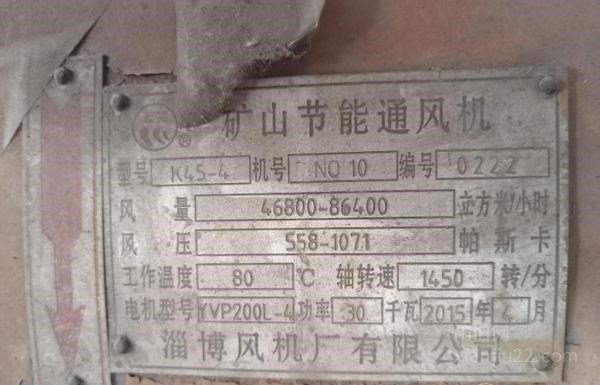 矿山节能通风机
型号 K45-4 机号 NO 10 编号 0222
风量 46800-86400 立方米/小时
风压 558-1071 帕斯卡
工作温度 80 ℃ 轴转速 1450 转/分
电机型号 YVP200L-4 功率 30 千瓦 2015 年 4 月
淄博风机厂有限公司